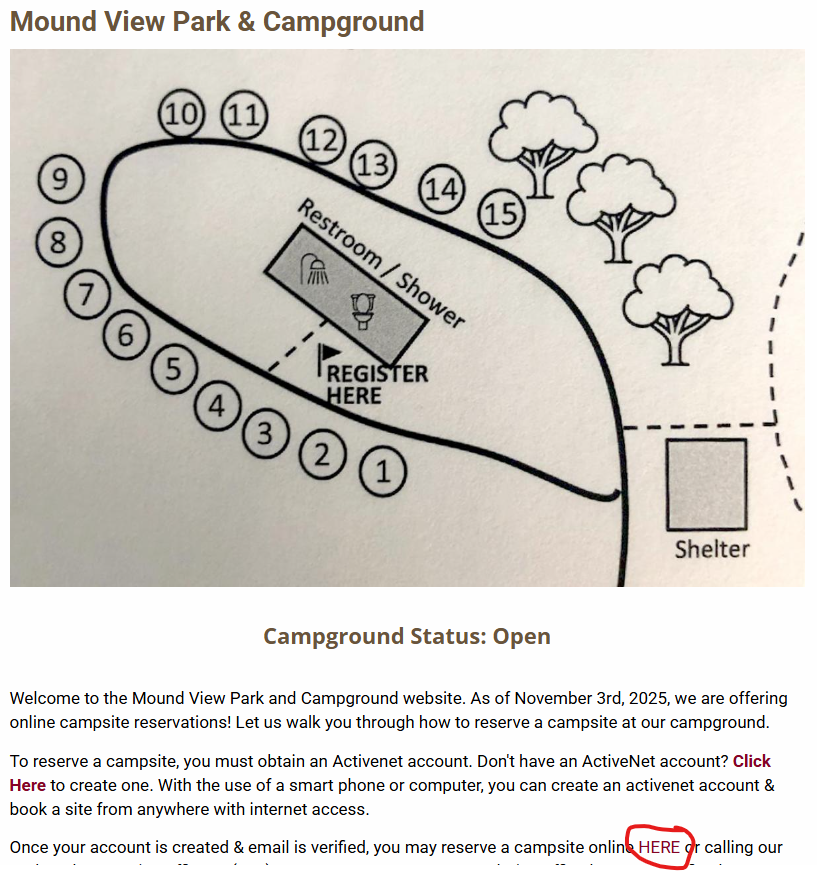 Mound View Park & Campground
10
11
12
13
14
15
9
8
7
6
5
4
3
2
1
Restroom / Shower
REGISTER
HERE
Shelter
Campground Status: Open
Welcome to the Mound View Park and Campground website. As of November 3rd, 2025, we are offering
online campsite reservations! Let us walk you through how to reserve a campsite at our campground.
To reserve a campsite, you must obtain an Activenet account. Don't have an ActiveNet account? Click
Here to create one. With the use of a smart phone or computer, you can create an activenet account &
book a site from anywhere with internet access.
Once your account is created & email is verified, you may reserve a campsite online HERE or calling our